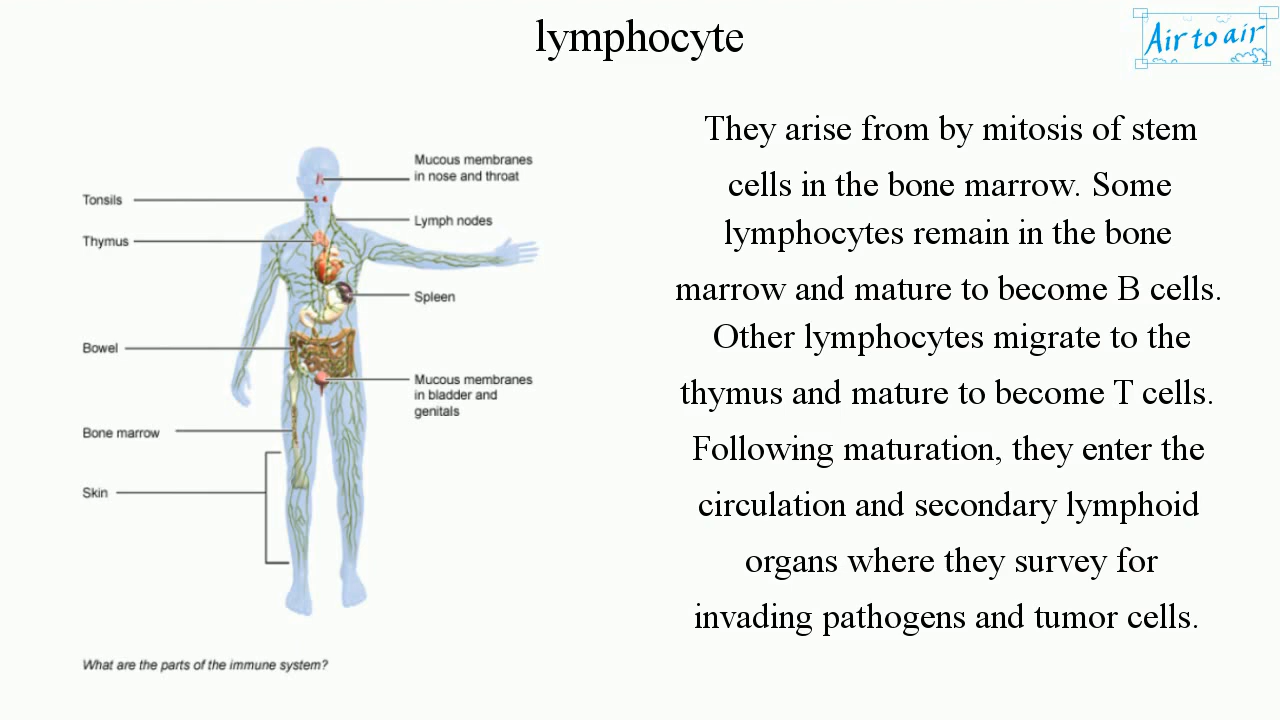 lymphocyte
Air to air
Mucous membranes
in nose and throat
Tonsils
Lymph nodes
Thymus
Spleen
Bowel
Mucous membranes
in bladder and
genitals
Bone marrow
Skin
What are the parts of the immune system?
They arise from by mitosis of stem
cells in the bone marrow. Some
lymphocytes remain in the bone
marrow and mature to become B cells.
Other lymphocytes migrate to the
thymus and mature to become T cells.
Following maturation, they enter the
circulation and secondary lymphoid
organs where they survey for
invading pathogens and tumor cells.